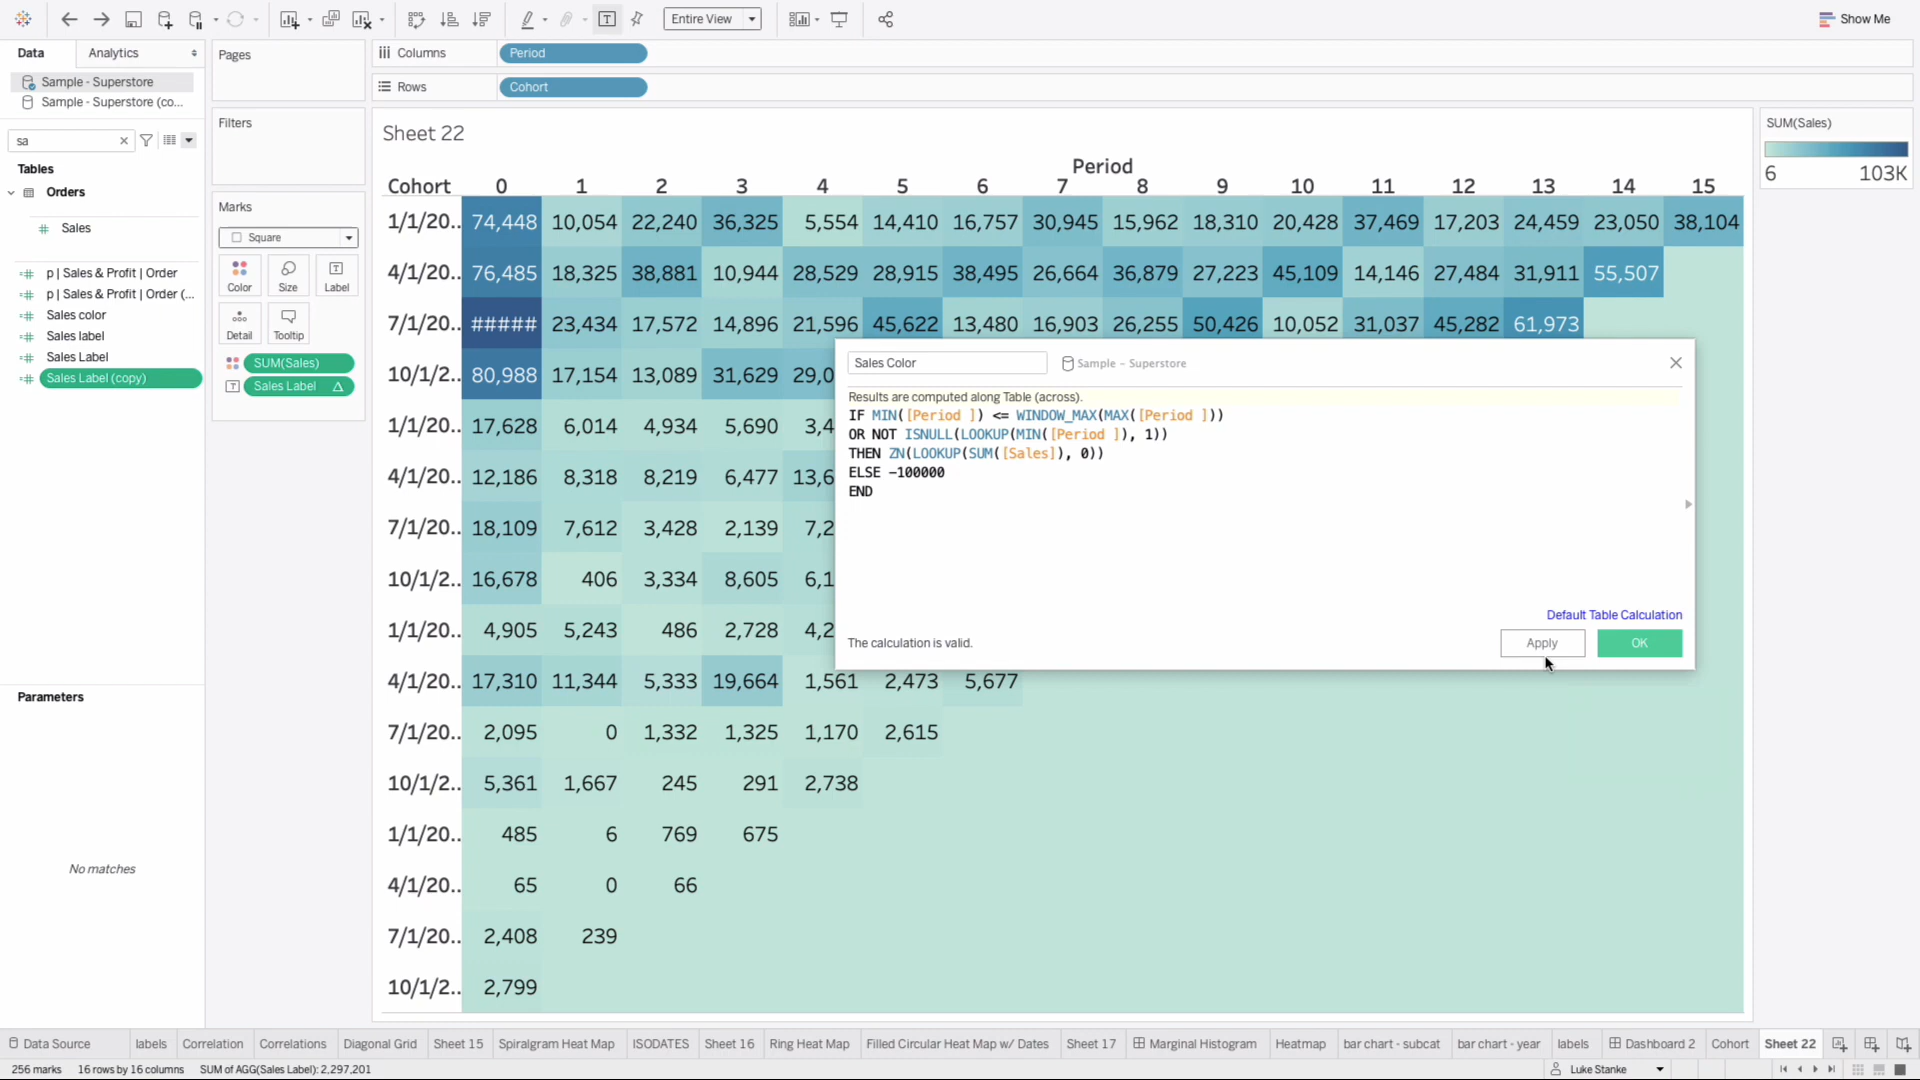 Entire View
Show Me
Data
Analytics
Sample - Superstore
Sample - Superstore (co...
sa
Tables
Orders
Sales
p | Sales & Profit | Order
p | Sales & Profit | Order (...
Sales color
Sales label
Sales Label
Sales Label (copy)
Parameters
No matches
Pages
Filters
Marks
Square
Color
Size
Label
Detail
Tooltip
SUM(Sales)
Sales Label
Columns
Period
Rows
Cohort
Sheet 22
Period
Cohort 0 1 2 3 4 5 6 7 8 9 10 11 12 13 14 15
1/1/20.. 74,448 10,054 22,240 36,325 5,554 14,410 16,757 30,945 15,962 18,310 20,428 37,469 17,203 24,459 23,050 38,104
4/1/20.. 76,485 18,325 38,881 10,944 28,529 28,915 38,495 26,664 36,879 27,223 45,109 14,146 27,484 31,911 55,507
7/1/20.. ##### 23,434 17,572 14,896 21,596 45,622 13,480 16,903 26,255 50,426 10,052 31,037 45,282 61,973
10/1/2.. 80,988 17,154 13,089 31,629 29,0
1/1/20.. 17,628 6,014 4,934 5,690 3,4
4/1/20.. 12,186 8,318 8,219 6,477 13,6
7/1/20.. 18,109 7,612 3,428 2,139 7,2
10/1/2.. 16,678 406 3,334 8,605 6,1
1/1/20.. 4,905 5,243 486 2,728 4,2
4/1/20.. 17,310 11,344 5,333 19,664 1,561 2,473 5,677
7/1/20.. 2,095 0 1,332 1,325 1,170 2,615
10/1/2.. 5,361 1,667 245 291 2,738
1/1/20.. 485 6 769 675
4/1/20.. 65 0 66
7/1/20.. 2,408 239
10/1/2.. 2,799
Sales Color
Sample – Superstore
Results are computed along Table (across).
IF MIN([Period ]) <= WINDOW_MAX(MAX([Period ]))
OR NOT ISNULL(LOOKUP(MIN([Period ]), 1))
THEN ZN(LOOKUP(SUM([Sales]), 0))
ELSE -100000
END
Default Table Calculation
The calculation is valid.
Apply
OK
SUM(Sales)
6 103K
Data Source labels Correlation Correlations Diagonal Grid Sheet 15 Spiralgram Heat Map ISODATES Sheet 16 Ring Heat Map Filled Circular Heat Map w/ Dates Sheet 17 Marginal Histogram Heatmap bar chart - subcat bar chart - year labels Dashboard 2 Cohort Sheet 22
256 marks 16 rows by 16 columns SUM of AGG(Sales Label): 2,297,201 Luke Stanke